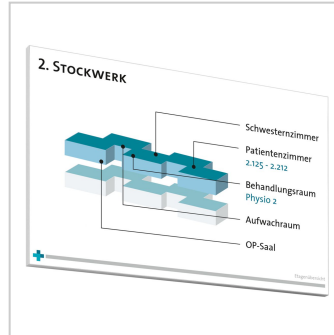 2. STOCKWERK
Schwesternzimmer
Patientenzimmer
2.125 - 2.212
Behandlungsraum
Physio 2
Aufwachraum
OP-Saal